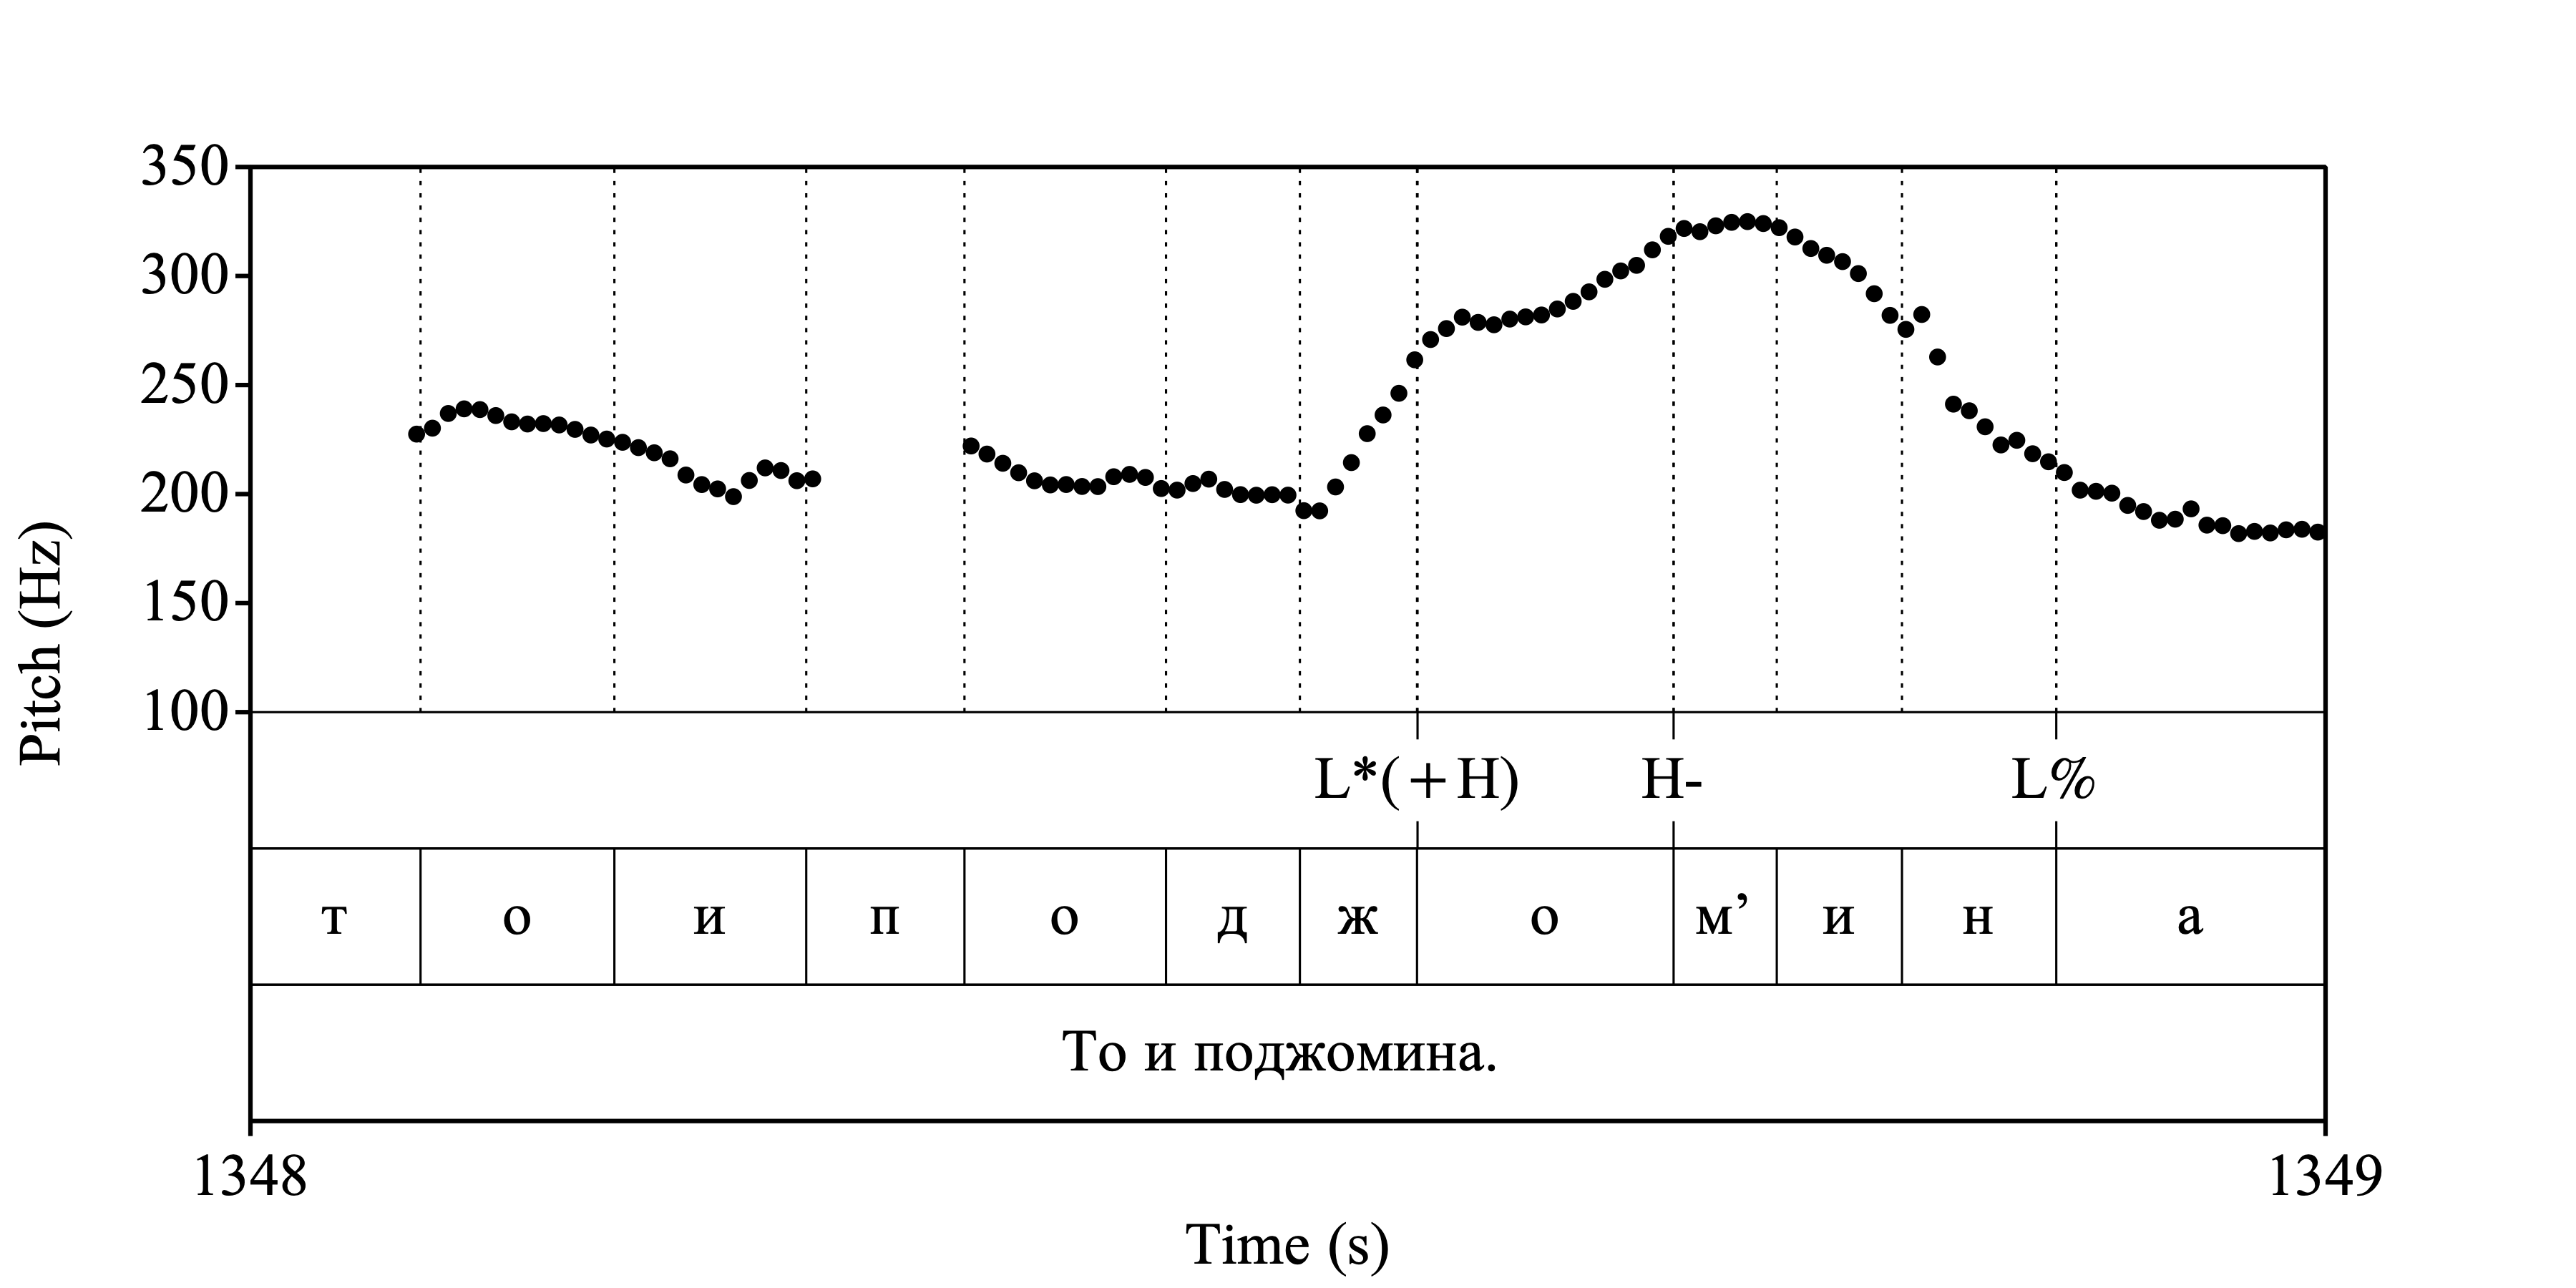 350
300
250
200
150
100
Pitch (Hz)
L*(+H) H- L%
т о и п о д ж о м’ и н а
То и поджомина.
1348 1349
Time (s)